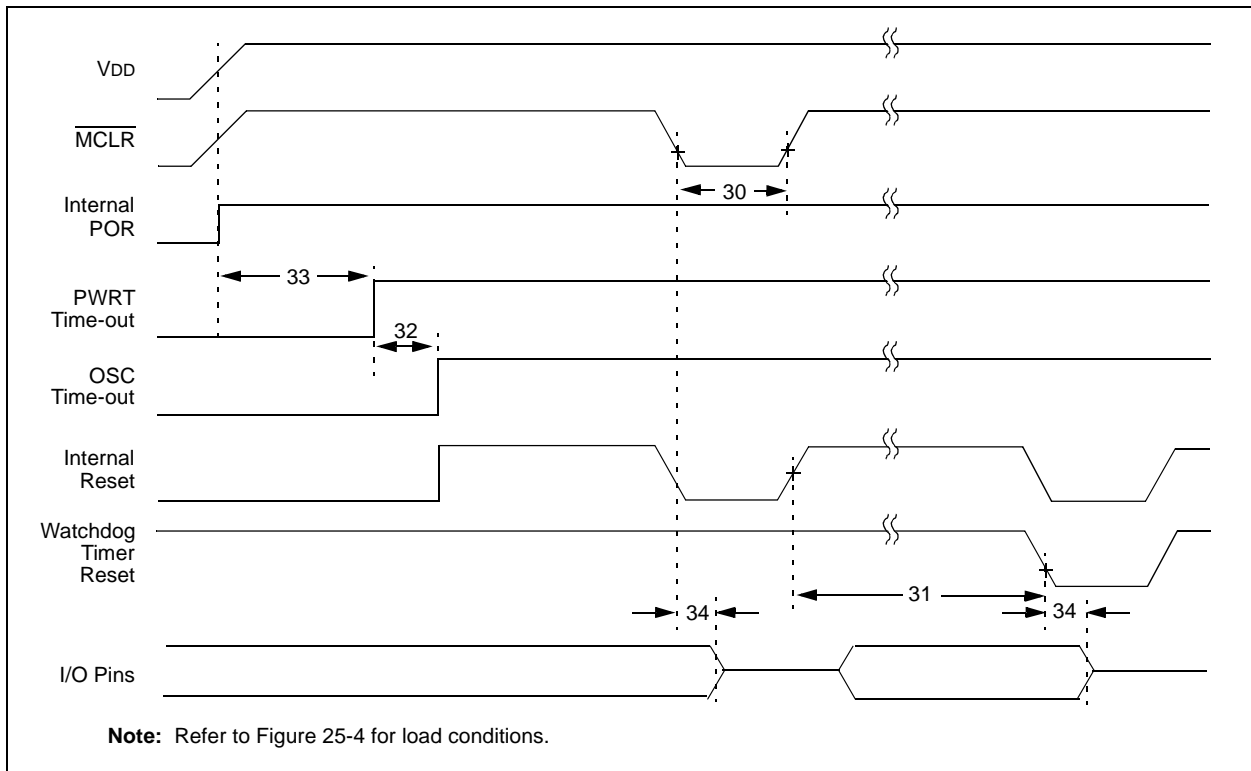 VDD
MCLR
30
Internal
POR
33
PWRT
Time-out
32
OSC
Time-out
Internal
Reset
Watchdog
Timer
Reset
31
34
34
I/O Pins
Note: Refer to Figure 25-4 for load conditions.